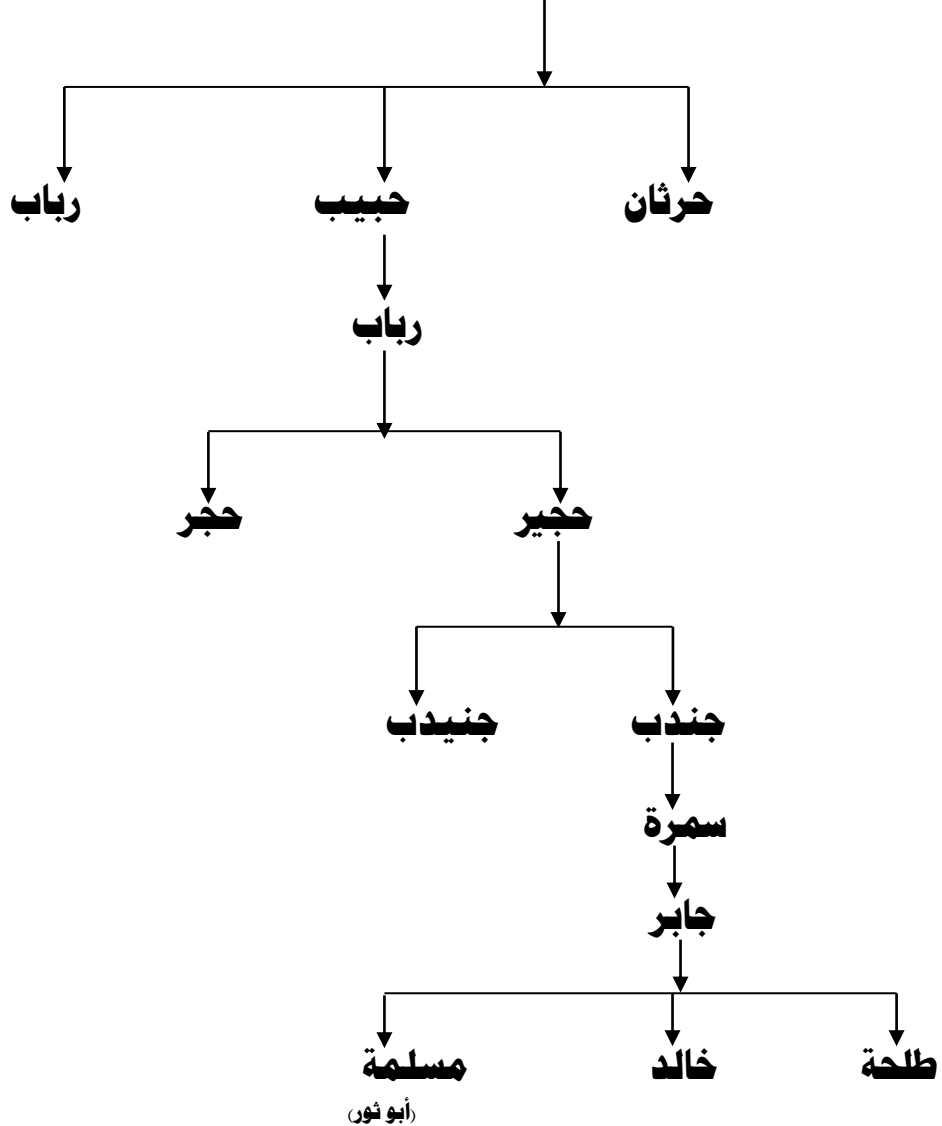 حرثان حبيب رباب
رباب
حجير حجر
جندب جنيدب
سمرة
جابر
طلحة خالد مسلمة
(أبو ثور)